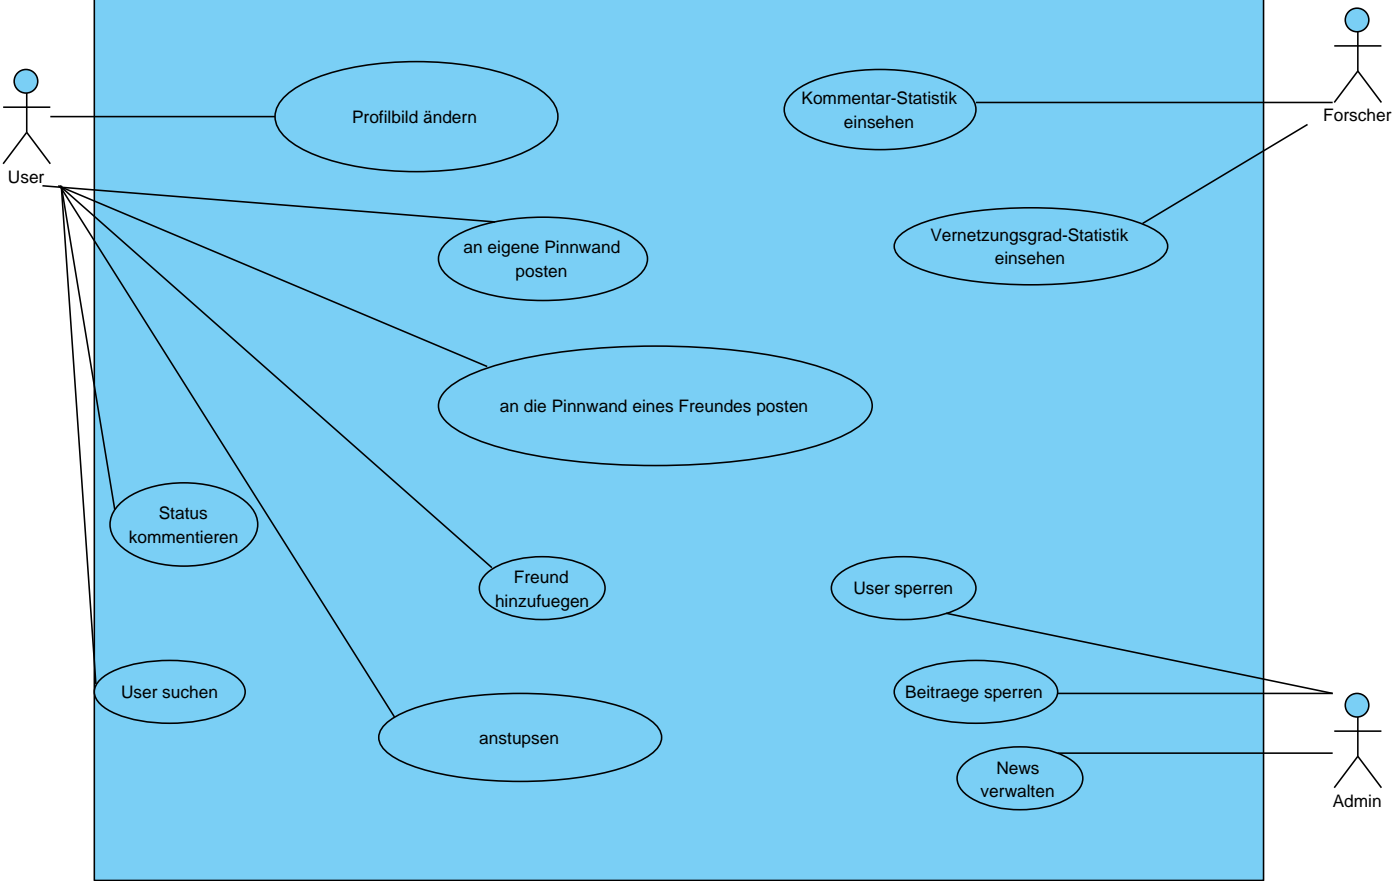 Forscher
User
Profilbild ändern
Kommentar-Statistik
einsehen
an eigene Pinnwand
posten
Vernetzungsgrad-Statistik
einsehen
an die Pinnwand eines Freundes posten
Status
kommentieren
Freund
hinzufuegen
User sperren
User suchen
Beitraege sperren
anstupsen
News
verwalten
Admin